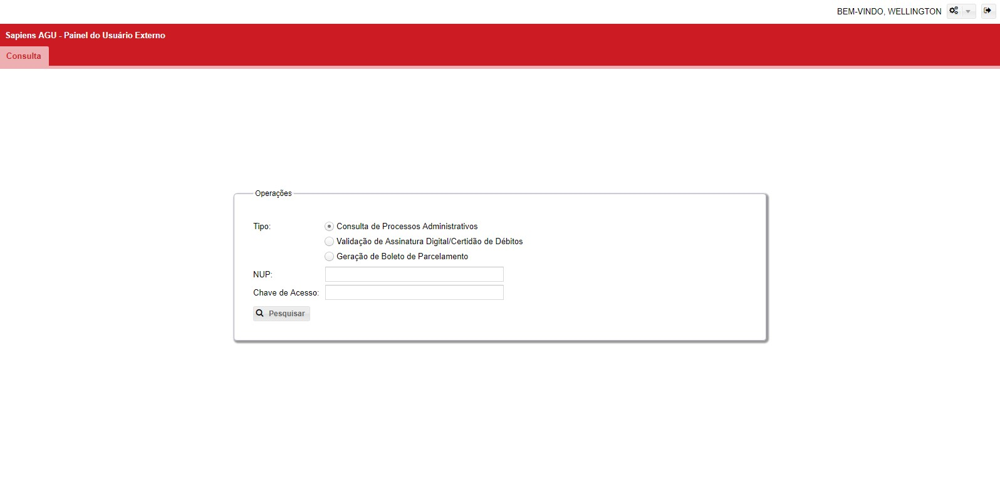 BEM-VINDO, WELLINGTON
Sapiens AGU - Painel do Usuário Externo
Consulta
Operações
Tipo:
Consulta de Processos Administrativos
Validação de Assinatura Digital/Certidão de Débitos
Geração de Boleto de Parcelamento
NUP:
Chave de Acesso:
Pesquisar